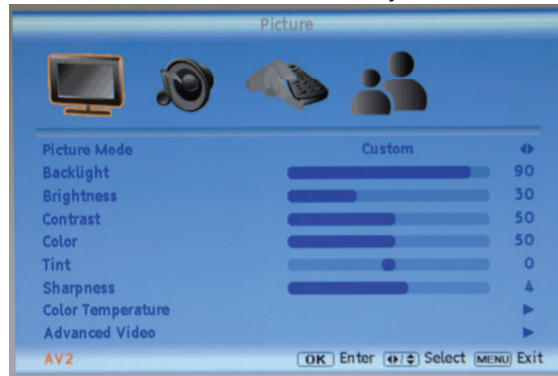 Picture
Picture Mode Custom
Backlight 90
Brightness 30
Contrast 50
Color 50
Tint 0
Sharpness 4
Color Temperature
Advanced Video
AV2 OK Enter Select MENU Exit